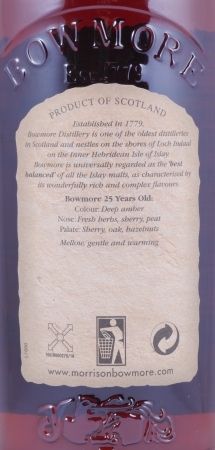 BOWMORE
EST.1779
PRODUCT OF SCOTLAND
Established in 1779,
Bowmore Distillery is one of the oldest distilleries
in Scotland and nestles on the shores of Loch Indaal
on the Inner Hebridean Isle of Islay.
Bowmore is universally regarded as the 'best
balanced' of all the Islay malts, as characterised by
its wonderfully rich and complex flavours
Bowmore 25 Years Old:
Colour: Deep amber
Nose: Fresh herbs, sherry, peat
Palate: Sherry, oak, hazelnuts
Mellow, gentle and warming
www.morrisonbowmore.com